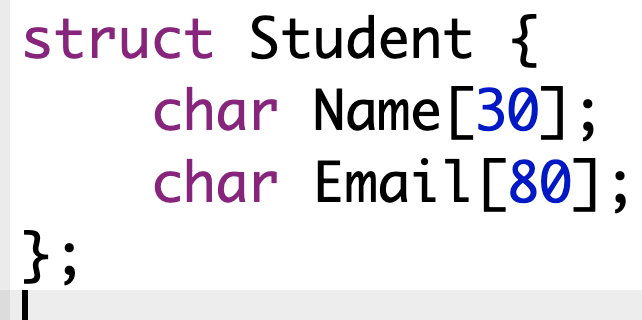 struct Student {
    char Name[30];
    char Email[80];
};